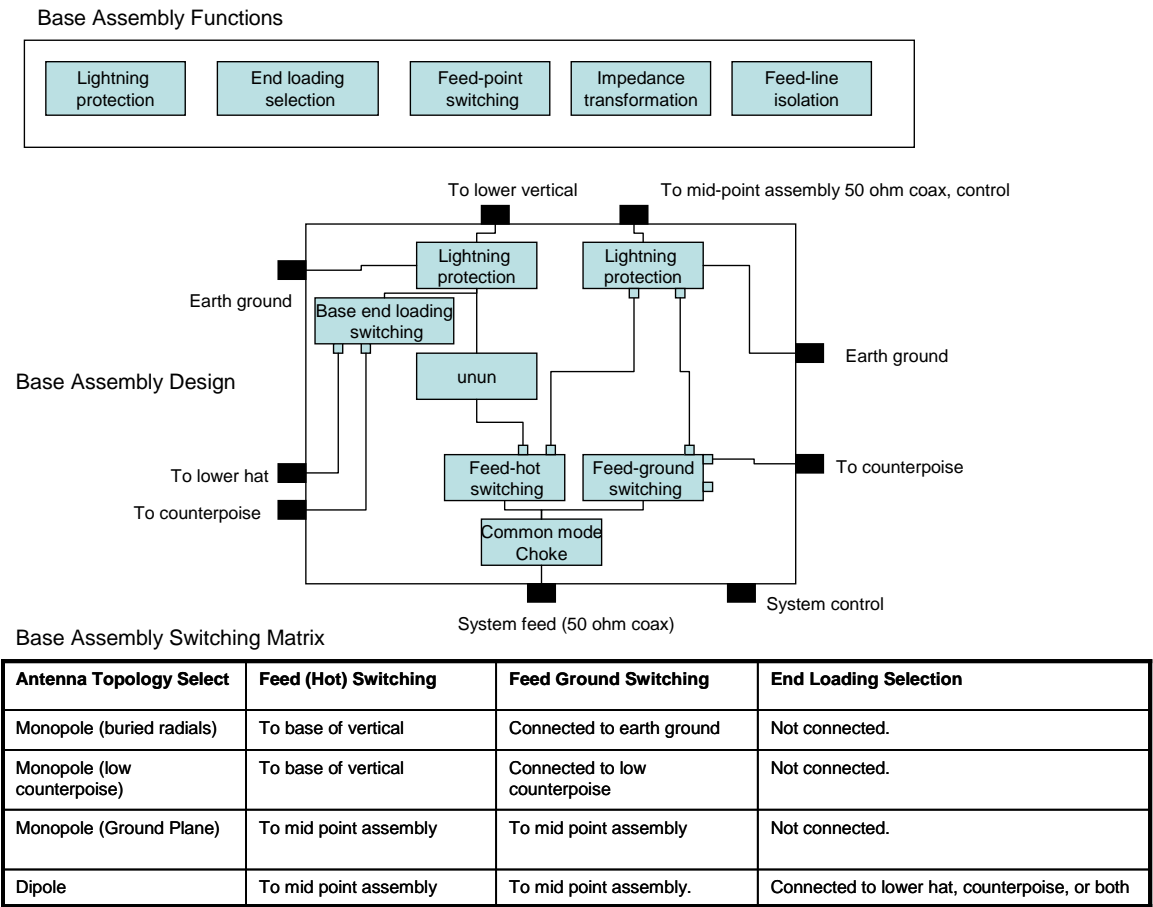 Base Assembly Functions
Lightning
protection
End loading
selection
Feed-point
switching
Impedance
transformation
Feed-line
isolation
To lower vertical
To mid-point assembly 50 ohm coax, control
Lightning
protection
Lightning
protection
Earth ground
Base end loading
switching
Earth ground
unun
Base Assembly Design
Feed-hot
switching
Feed-ground
switching
To lower hat
To counterpoise
To counterpoise
Common mode
Choke
System feed (50 ohm coax)
System control
Base Assembly Switching Matrix
Antenna Topology Select
Feed (Hot) Switching
Feed Ground Switching
End Loading Selection
Monopole (buried radials)
To base of vertical
Connected to earth ground
Not connected.
Monopole (low
counterpoise)
To base of vertical
Connected to low
counterpoise
Not connected.
Monopole (Ground Plane)
To mid point assembly
To mid point assembly
Not connected.
Dipole
To mid point assembly
To mid point assembly.
Connected to lower hat, counterpoise, or both